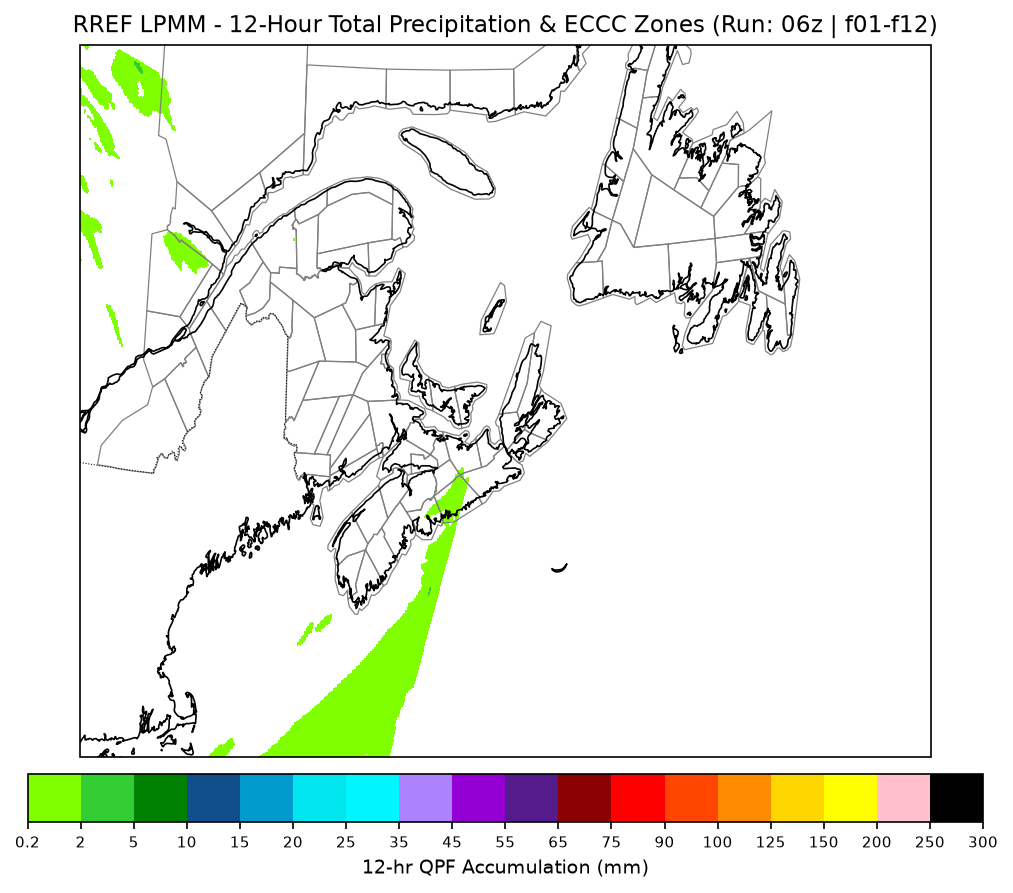 RREF LPMM - 12-Hour Total Precipitation & ECCC Zones (Run: 06z | f01-f12)
0.2 2 5 10 15 20 25 35 45 55 65 75 90 100 125 150 200 250 300
12-hr QPF Accumulation (mm)